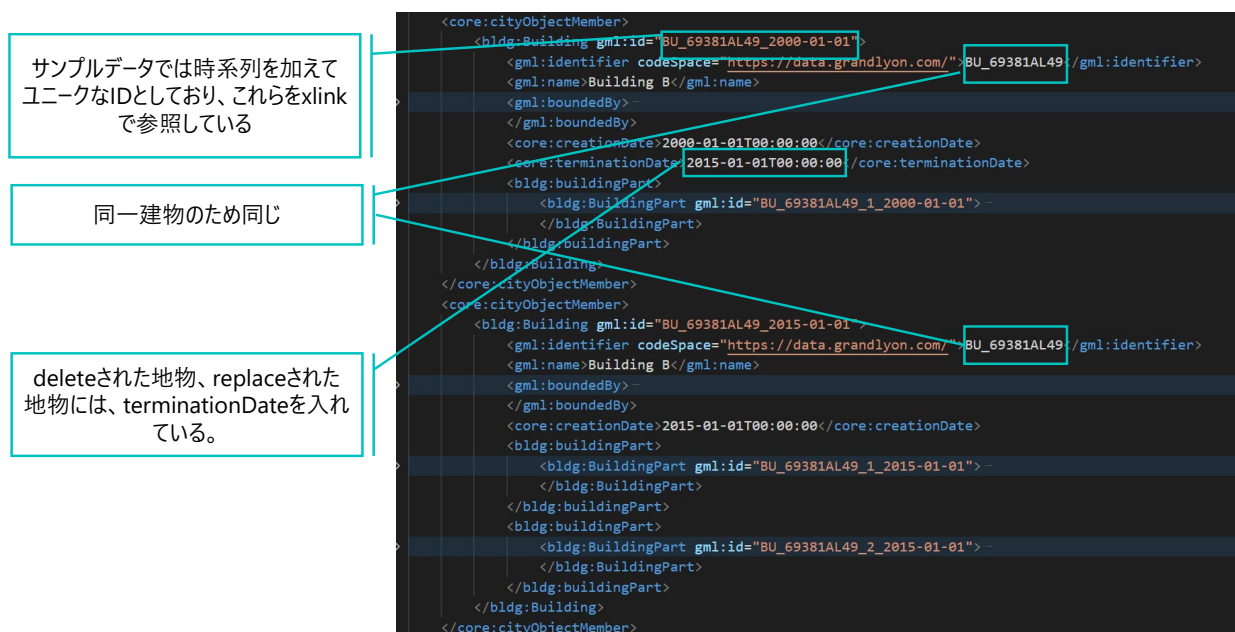 サンプルデータでは時系列を加えて
ユニークなIDとしており、これらをxlink
で参照している
同一建物のため同じ
deleteされた地物、replaceされた
地物には、terminationDateを入れ
ている。
<core:cityObjectMember>
<bldg:Building gml:id="BU_69381AL49_2000-01-01">
<gml:identifier codeSpace="https://data.grandlyon.com/">BU_69381AL49</gml:identifier>
<gml:name>Building B</gml:name>
<gml:boundedBy>…
</gml:boundedBy>
<core:creationDate>2000-01-01T00:00:00</core:creationDate>
<core:terminationDate>2015-01-01T00:00:00</core:terminationDate>
<bldg:buildingPart>
<bldg:BuildingPart gml:id="BU_69381AL49_1_2000-01-01">…
</bldg:BuildingPart>
</bldg:buildingPart>
</bldg:Building>
</core:cityObjectMember>
<core:cityObjectMember>
<bldg:Building gml:id="BU_69381AL49_2015-01-01">
<gml:identifier codeSpace="https://data.grandlyon.com/">BU_69381AL49</gml:identifier>
<gml:name>Building B</gml:name>
<gml:boundedBy>…
</gml:boundedBy>
<core:creationDate>2015-01-01T00:00:00</core:creationDate>
<bldg:buildingPart>
<bldg:BuildingPart gml:id="BU_69381AL49_1_2015-01-01">…
</bldg:BuildingPart>
</bldg:buildingPart>
<bldg:buildingPart>
<bldg:BuildingPart gml:id="BU_69381AL49_2_2015-01-01">…
</bldg:BuildingPart>
</bldg:buildingPart>
</bldg:Building>
</core:cityObjectMember>